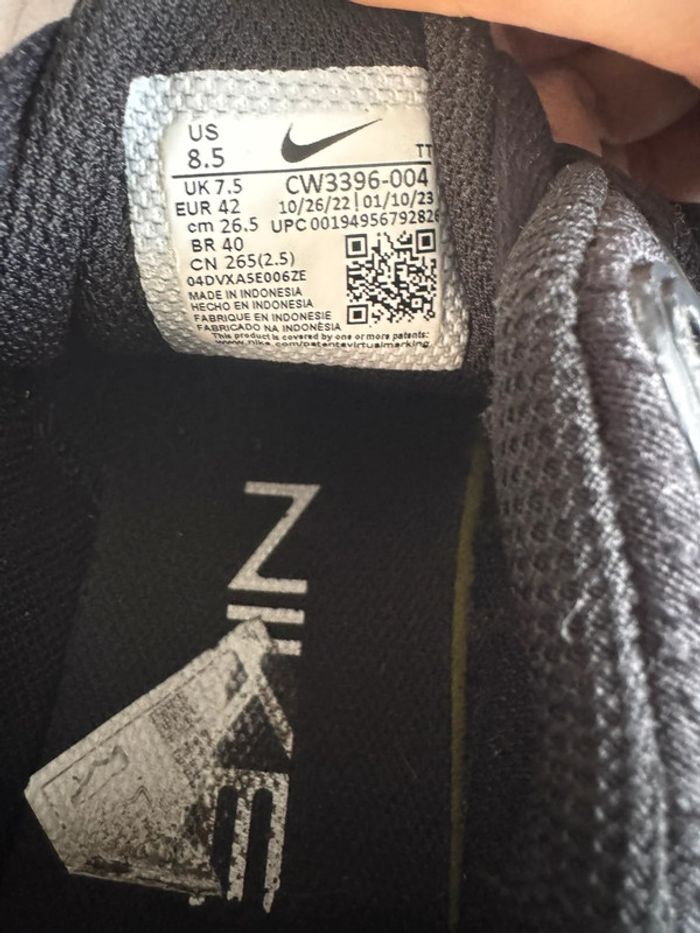 US
8.5
TT
UK 7.5
CW3396-004
EUR 42
10/26/22 | 01/10/23
cm 26.5
UPC 00194956792826
BR 40
CN 265(2.5)
04DVXA5E006ZE
MADE IN INDONESIA
HECHO EN INDONESIA
FABRIQUE EN INDONESIE
FABRICADO NA INDONÉSIA
This product is covered by one or more patents:
www.nike.com/patentsvirtualmarking
NIKE